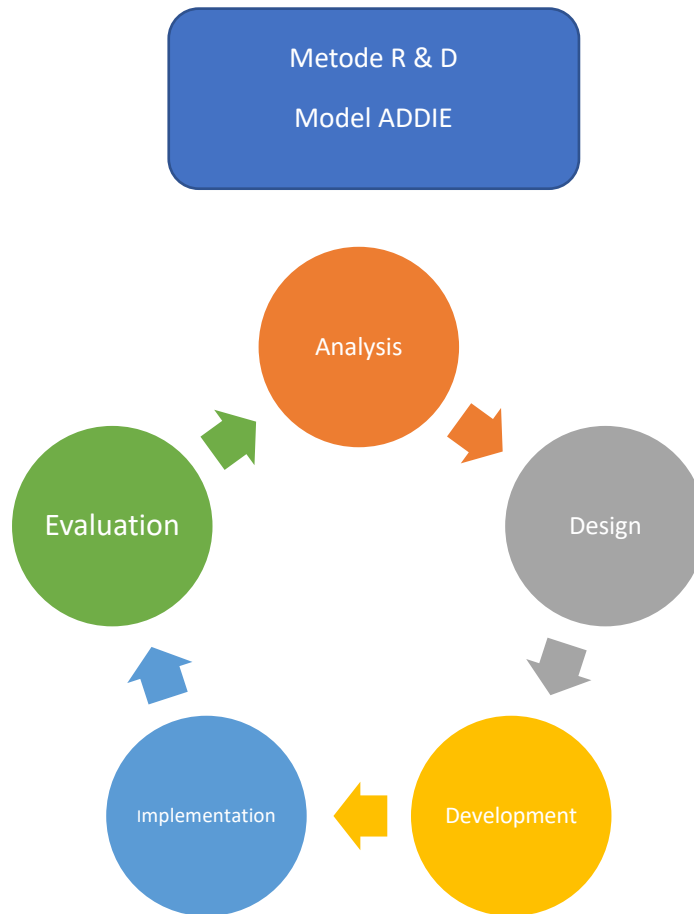 Metode R & D
Model ADDIE
Analysis
Design
Development
Implementation
Evaluation